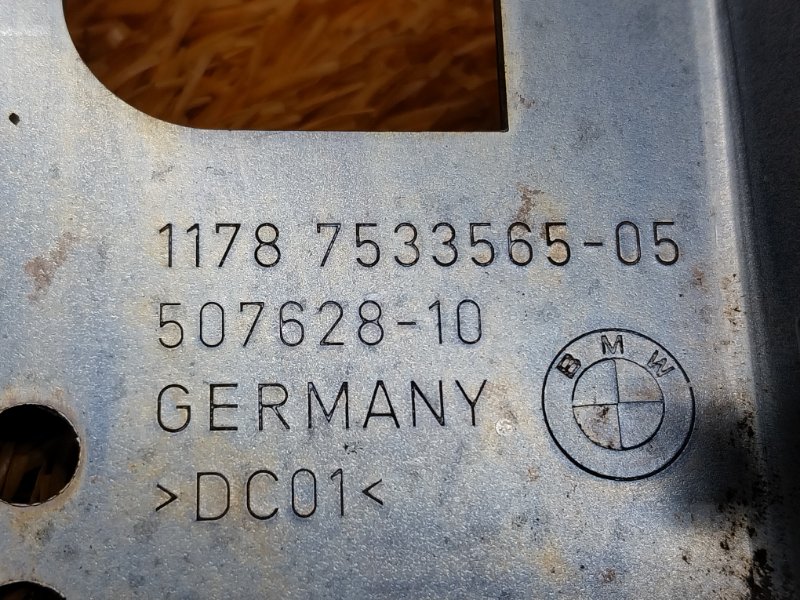 1178 7533565-05
507628-10
BMW
GERMANY
>DC01<